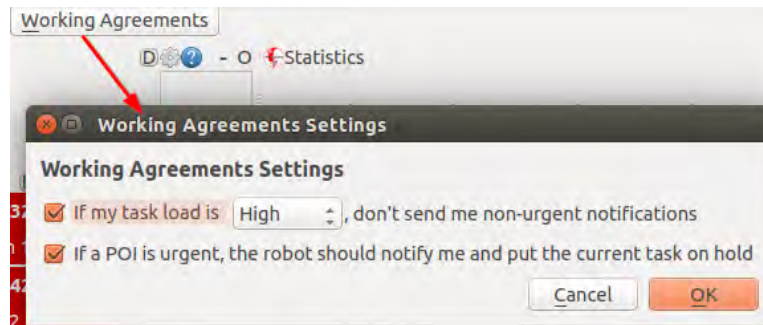 Working Agreements
D ? - O Statistics
Working Agreements Settings
Working Agreements Settings
If my task load is High , don't send me non-urgent notifications
If a POI is urgent, the robot should notify me and put the current task on hold
Cancel OK